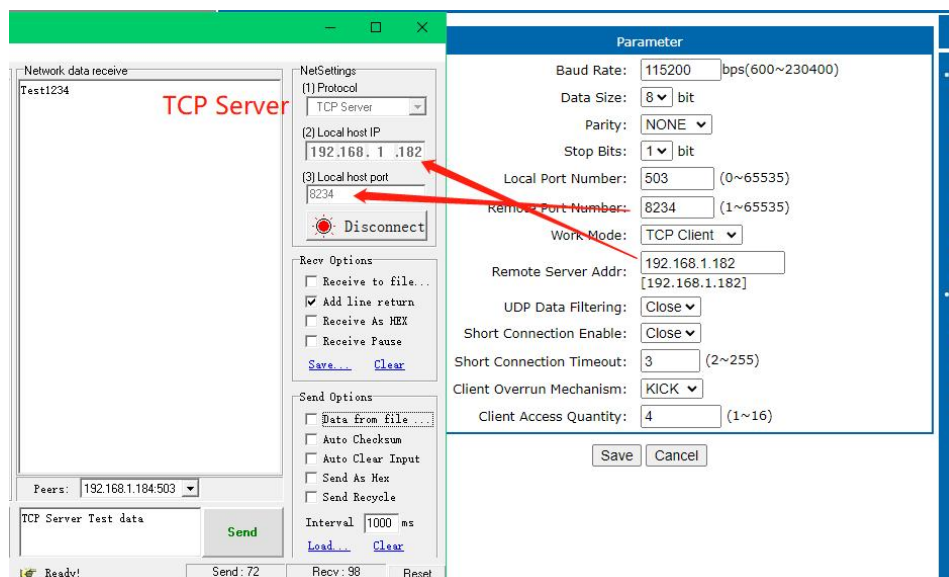 Network data receive
Test1234
TCP Server
NetSettings
(1) Protocol
TCP Server
(2) Local host IP
192.168. 1 .182
(3) Local host port
8234
Disconnect
Recv Options
Receive to file...
Add line return
Receive As HEX
Receive Pause
Save... Clear
Send Options
Data from file ...
Auto Checksum
Auto Clear Input
Send As Hex
Send Recycle
Interval 1000 ms
Load... Clear
Peers: 192.168.1.184:503
TCP Server Test data
Send
Ready! Send : 72 Recv : 98 Reset
Parameter
Baud Rate: 115200 bps(600~230400)
Data Size: 8 bit
Parity: NONE
Stop Bits: 1 bit
Local Port Number: 503 (0~65535)
Remote Port Number: 8234 (1~65535)
Work Mode: TCP Client
Remote Server Addr: 192.168.1.182
[192.168.1.182]
UDP Data Filtering: Close
Short Connection Enable: Close
Short Connection Timeout: 3 (2~255)
Client Overrun Mechanism: KICK
Client Access Quantity: 4 (1~16)
Save Cancel